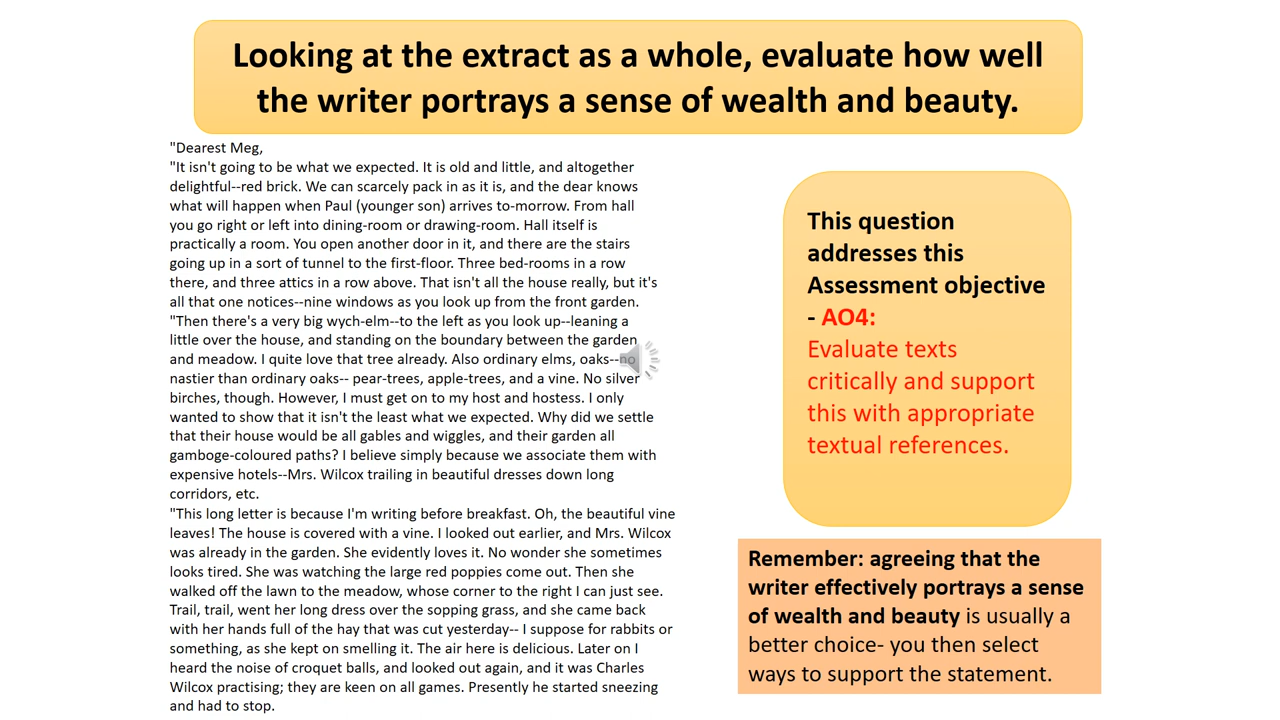 Looking at the extract as a whole, evaluate how well
the writer portrays a sense of wealth and beauty.
"Dearest Meg,
"It isn't going to be what we expected. It is old and little, and altogether
delightful--red brick. We can scarcely pack in as it is, and the dear knows
what will happen when Paul (younger son) arrives to-morrow. From hall
you go right or left into dining-room or drawing-room. Hall itself is
practically a room. You open another door in it, and there are the stairs
going up in a sort of tunnel to the first-floor. Three bed-rooms in a row
there, and three attics in a row above. That isn't all the house really, but it's
all that one notices--nine windows as you look up from the front garden.
"Then there's a very big wych-elm--to the left as you look up--leaning a
little over the house, and standing on the boundary between the garden
and meadow. I quite love that tree already. Also ordinary elms, oaks--no
nastier than ordinary oaks-- pear-trees, apple-trees, and a vine. No silver
birches, though. However, I must get on to my host and hostess. I only
wanted to show that it isn't the least what we expected. Why did we settle
that their house would be all gables and wiggles, and their garden all
gamboge-coloured paths? I believe simply because we associate them with
expensive hotels--Mrs. Wilcox trailing in beautiful dresses down long
corridors, etc.
"This long letter is because I'm writing before breakfast. Oh, the beautiful vine
leaves! The house is covered with a vine. I looked out earlier, and Mrs. Wilcox
was already in the garden. She evidently loves it. No wonder she sometimes
looks tired. She was watching the large red poppies come out. Then she
walked off the lawn to the meadow, whose corner to the right I can just see.
Trail, trail, went her long dress over the sopping grass, and she came back
with her hands full of the hay that was cut yesterday-- I suppose for rabbits or
something, as she kept on smelling it. The air here is delicious. Later on I
heard the noise of croquet balls, and looked out again, and it was Charles
Wilcox practising; they are keen on all games. Presently he started sneezing
and had to stop.
This question
addresses this
Assessment objective
- AO4:
Evaluate texts
critically and support
this with appropriate
textual references.
Remember: agreeing that the
writer effectively portrays a sense
of wealth and beauty is usually a
better choice- you then select
ways to support the statement.